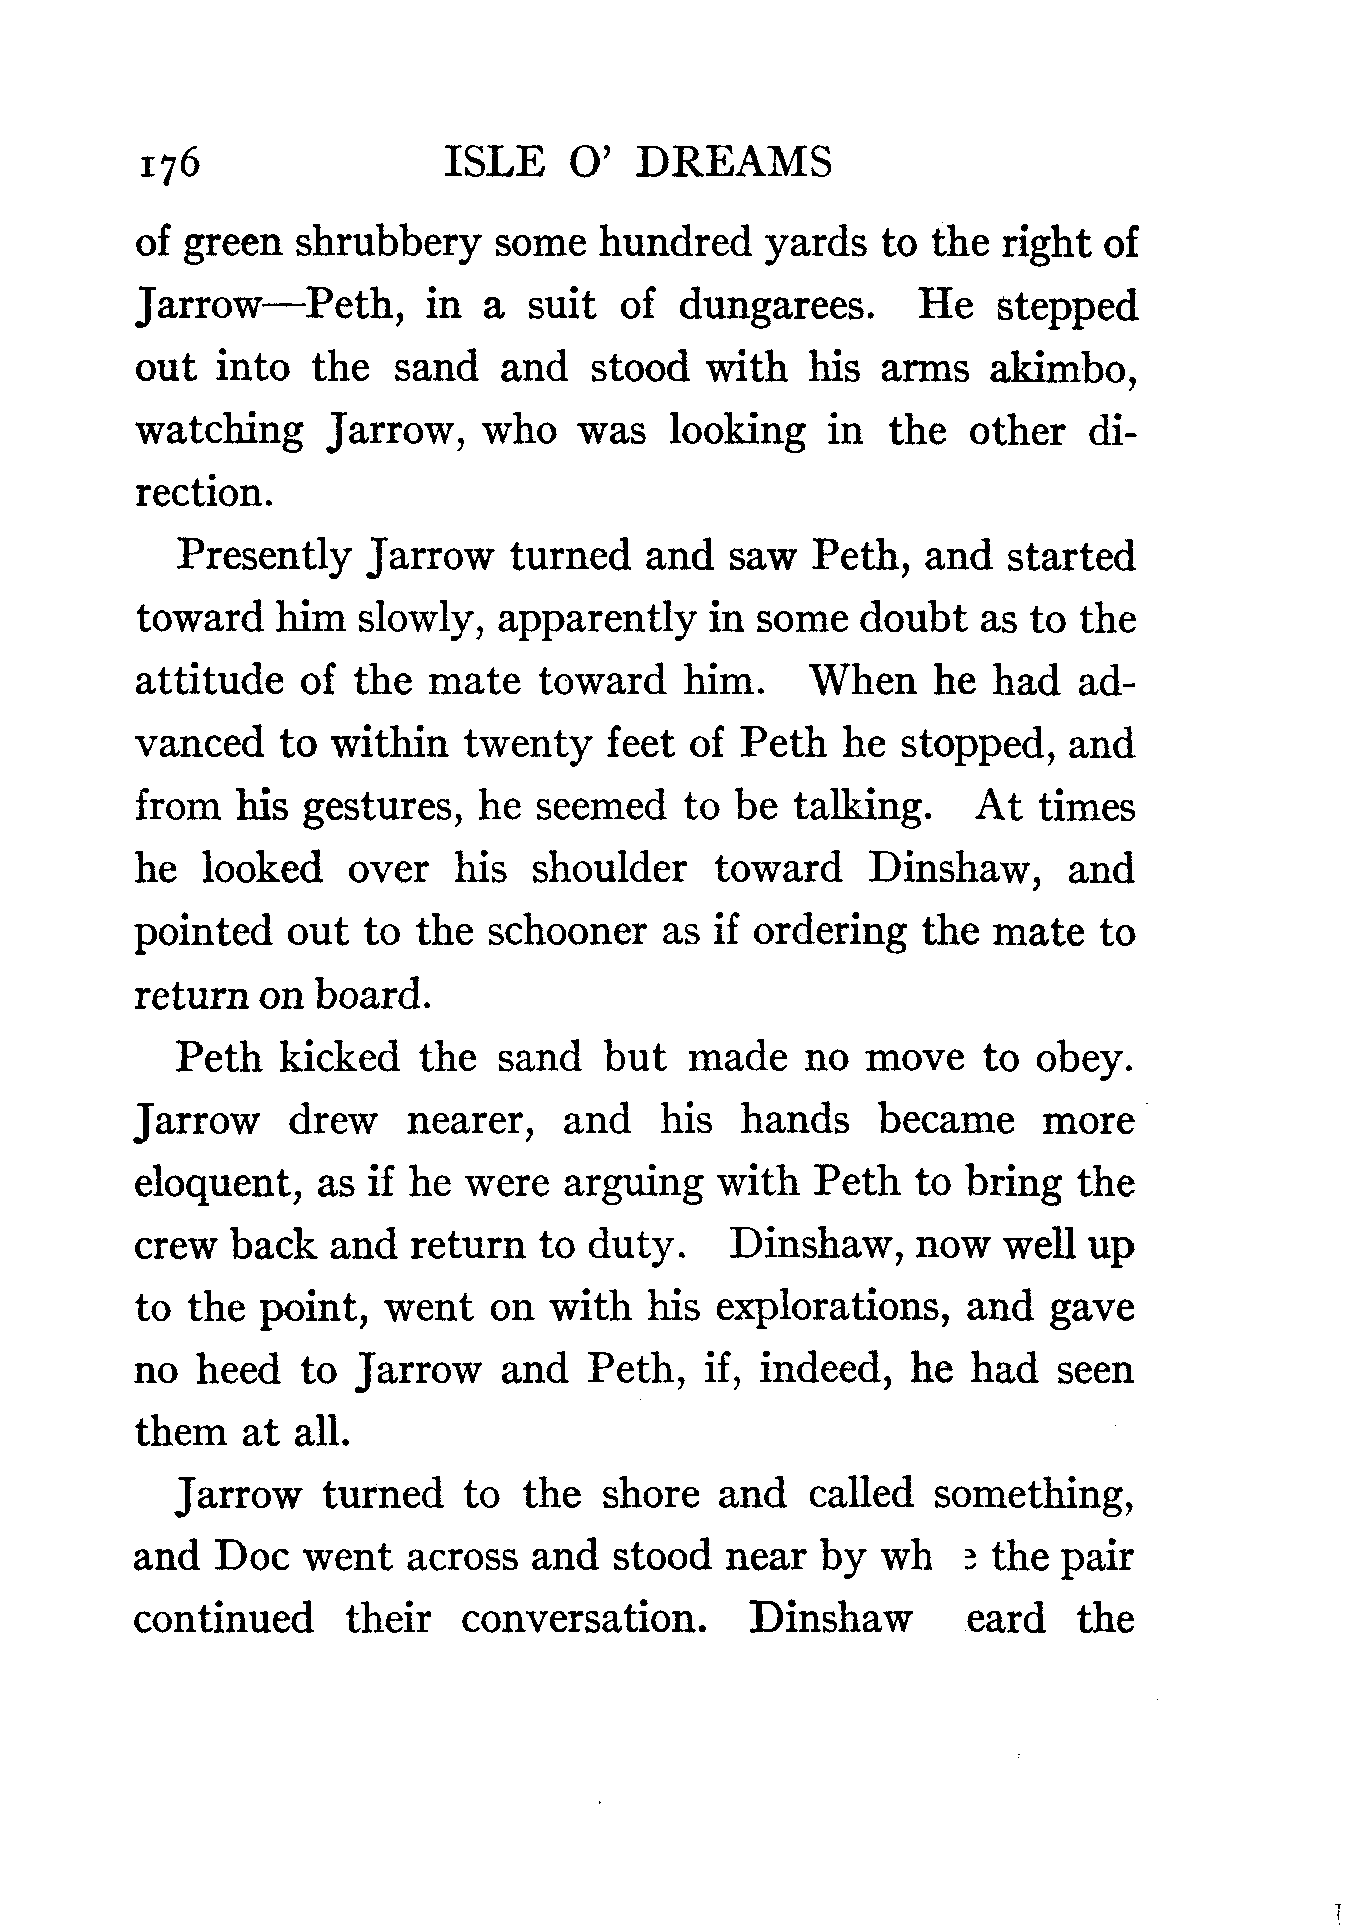 176 ISLE O' DREAMS
of green shrubbery some hundred yards to the right of
Jarrow—Peth, in a suit of dungarees. He stepped
out into the sand and stood with his arms akimbo,
watching Jarrow, who was looking in the other di-
rection.
Presently Jarrow turned and saw Peth, and started
toward him slowly, apparently in some doubt as to the
attitude of the mate toward him. When he had ad-
vanced to within twenty feet of Peth he stopped, and
from his gestures, he seemed to be talking. At times
he looked over his shoulder toward Dinshaw, and
pointed out to the schooner as if ordering the mate to
return on board.
Peth kicked the sand but made no move to obey.
Jarrow drew nearer, and his hands became more
eloquent, as if he were arguing with Peth to bring the
crew back and return to duty. Dinshaw, now well up
to the point, went on with his explorations, and gave
no heed to Jarrow and Peth, if, indeed, he had seen
them at all.
Jarrow turned to the shore and called something,
and Doc went across and stood near by the pair
continued their conversation. Dinshaw eard the